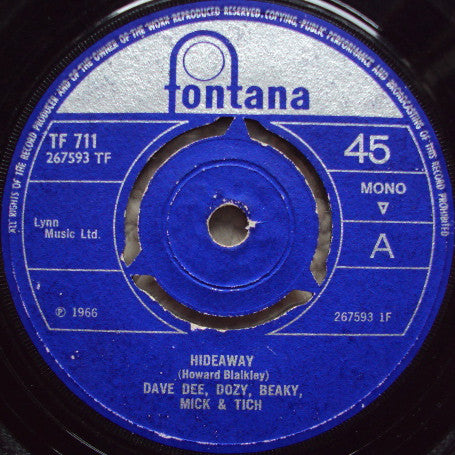 ALL RIGHTS OF THE RECORD PRODUCER AND OF THE OWNER OF THE WORK REPRODUCED RESERVED. COPYING, PUBLIC PERFORMANCE AND BROADCASTING OF THIS RECORD PROHIBITED
fontana
TF 711
267593 TF
45
MONO
Lynn
Music Ltd.
A
℗ 1966
267593 1F
HIDEAWAY
(Howard Blaikley)
DAVE DEE, DOZY, BEAKY,
MICK & TICH